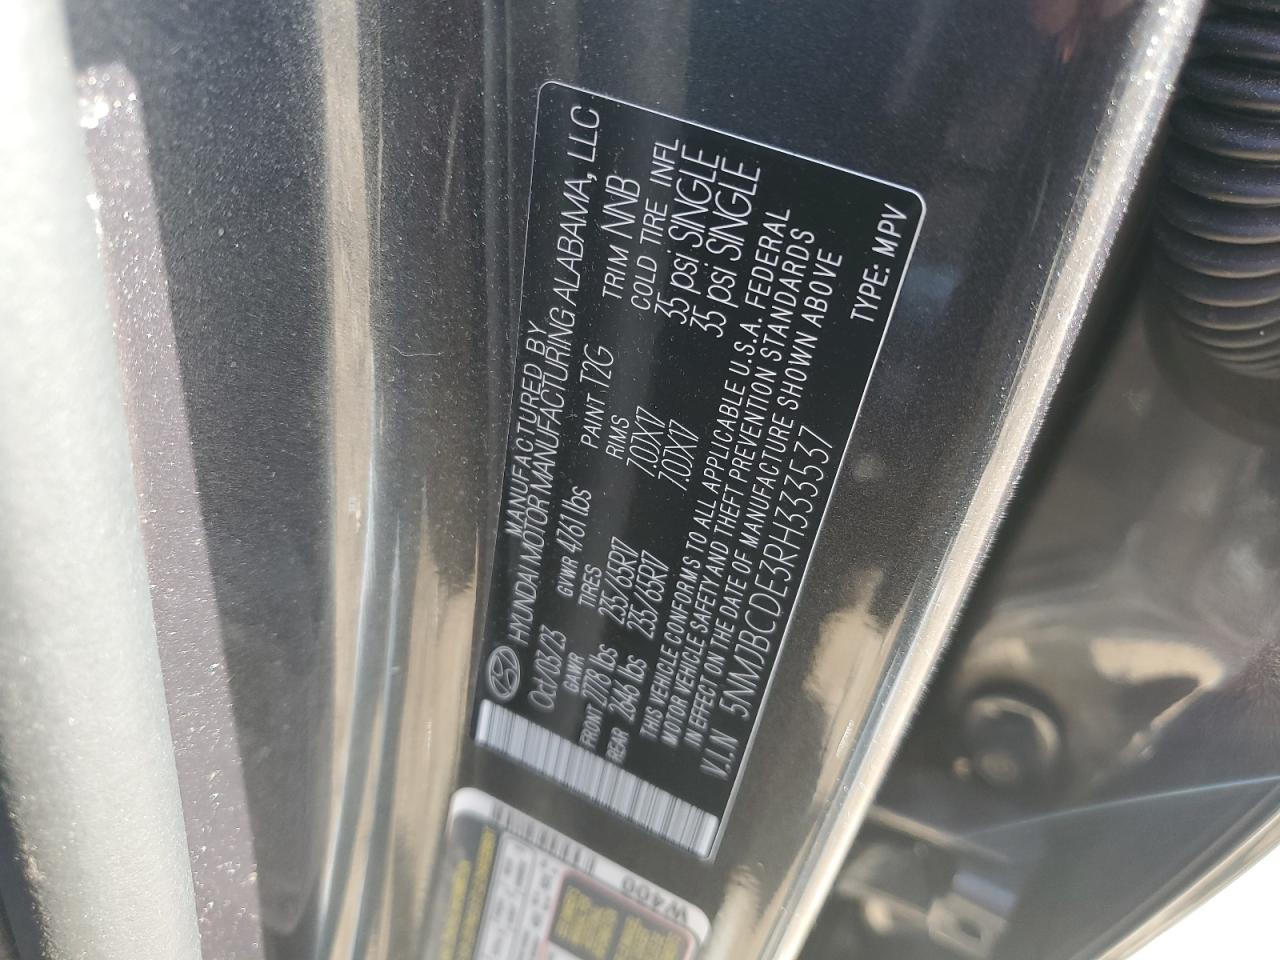 MANUFACTURED BY
HYUNDAI MOTOR MANUFACTURING ALABAMA, LLC
Oct/03/23 GVWR 4761 lbs PAINT T2G TRIM NNB
GAWR TIRES RIMS COLD TIRE INFL
FRONT 2778 lbs 235/65R17 7.0JX17 35 psi SINGLE
REAR 2646 lbs 235/65R17 7.0JX17 35 psi SINGLE
THIS VEHICLE CONFORMS TO ALL APPLICABLE U.S.A. FEDERAL
MOTOR VEHICLE SAFETY AND THEFT PREVENTION STANDARDS
IN EFFECT ON THE DATE OF MANUFACTURE SHOWN ABOVE
V.I.N 5NMJBCDE3RH333537 TYPE: MPV
W400